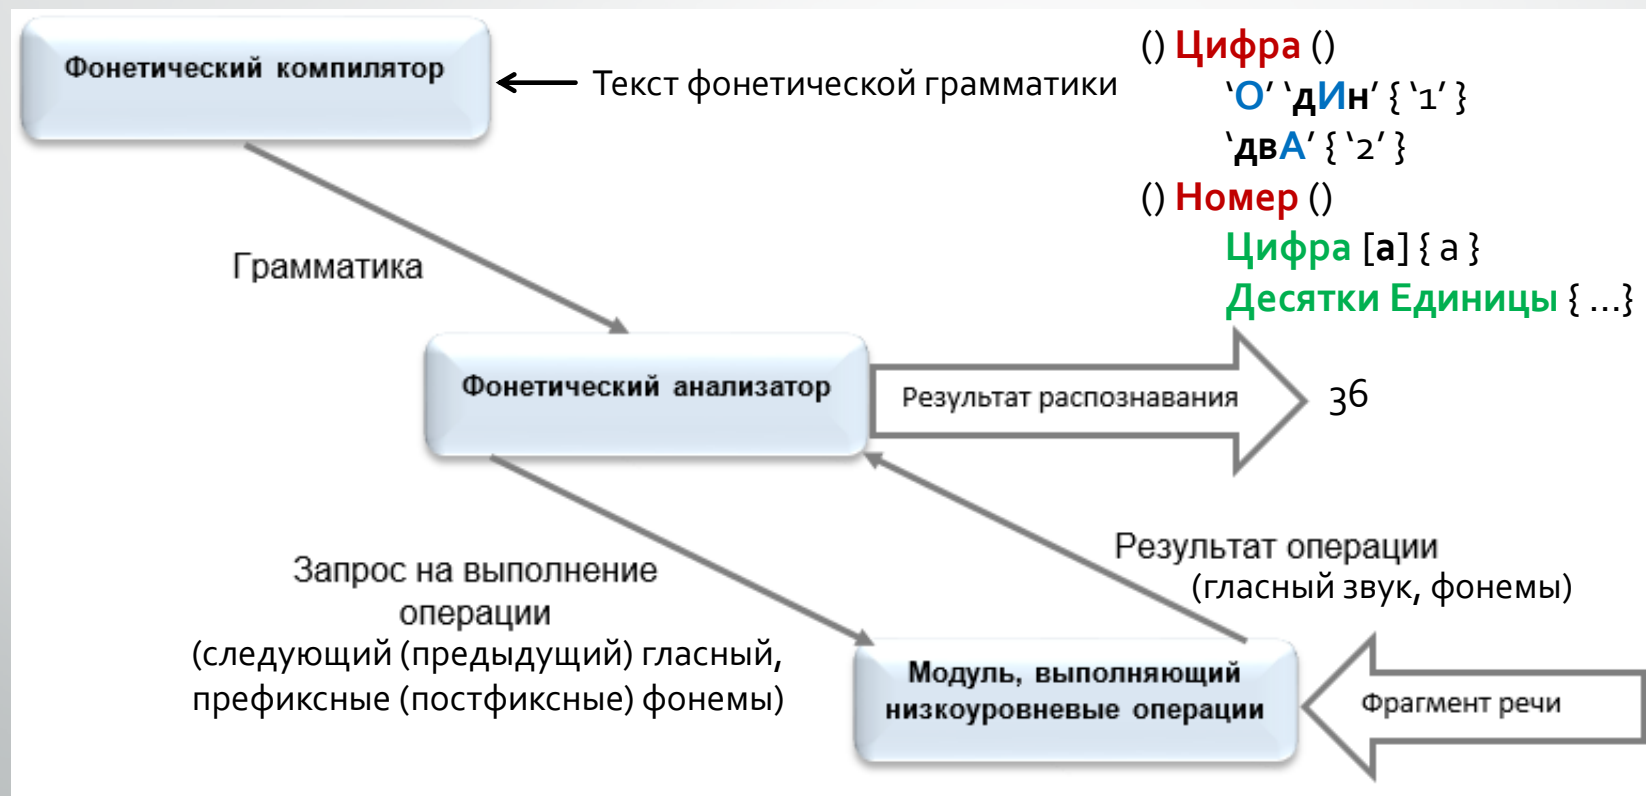 Фонетический компилятор
Текст фонетической грамматики
() Цифра ()
‘О’ ‘дИн’ { ‘1’ }
‘двА’ { ‘2’ }
() Номер ()
Цифра [а] { а }
Десятки Единицы { ...}
Грамматика
Фонетический анализатор
Результат распознавания
36
Запрос на выполнение
операции
(следующий (предыдущий) гласный,
префиксные (постфиксные) фонемы)
Результат операции
(гласный звук, фонемы)
Модуль, выполняющий
низкоуровневые операции
Фрагмент речи